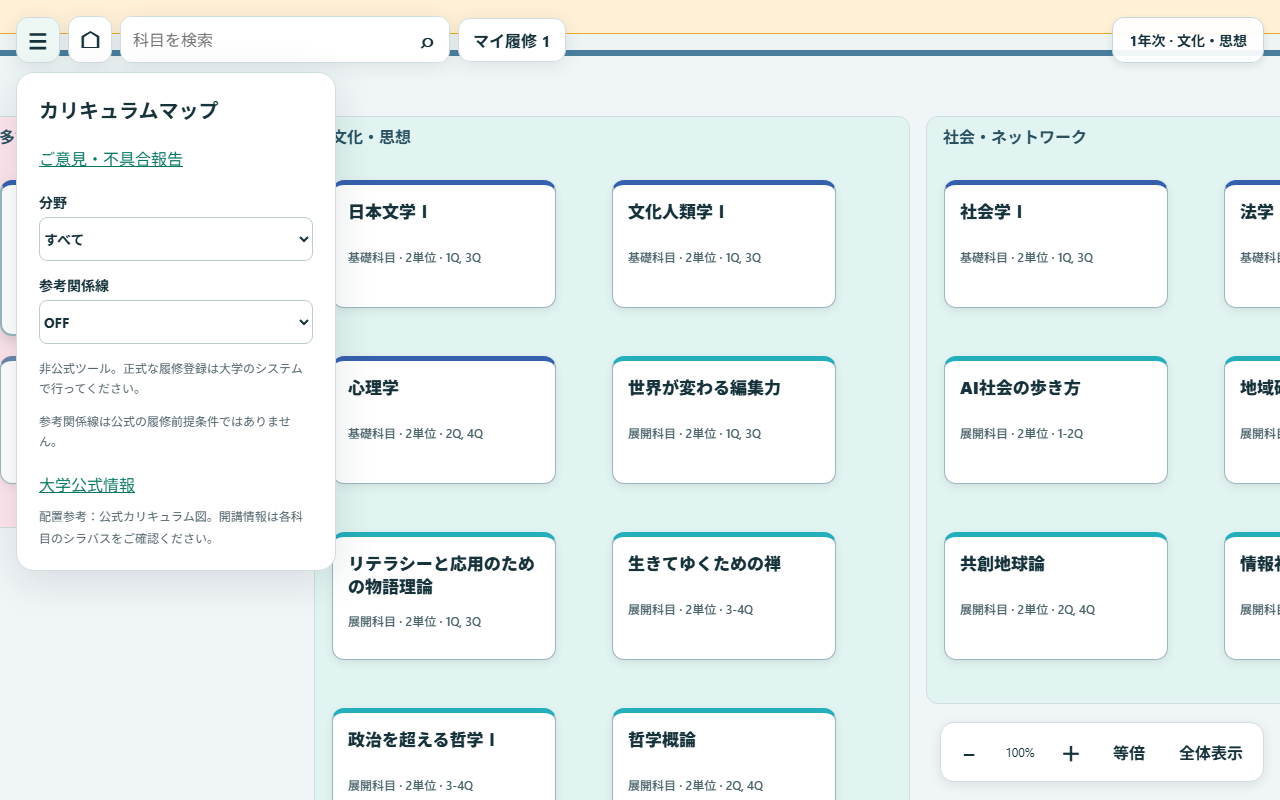 科目を検索
マイ履修 1
1年次 · 文化・思想
カリキュラムマップ
ご意見・不具合報告
分野
すべて
参考関係線
OFF
非公式ツール。正式な履修登録は大学のシステム
で行ってください。
参考関係線は公式の履修前提条件ではありませ
ん。
大学公式情報
配置参考：公式カリキュラム図。開講情報は各科
目のシラバスをご確認ください。
多
文化・思想
日本文学Ⅰ
基礎科目 · 2単位 · 1Q, 3Q
文化人類学Ⅰ
基礎科目 · 2単位 · 1Q, 3Q
心理学
基礎科目 · 2単位 · 2Q, 4Q
世界が変わる編集力
展開科目 · 2単位 · 1Q, 3Q
リテラシーと応用のため
の物語理論
展開科目 · 2単位 · 1Q, 3Q
生きてゆくための禅
展開科目 · 2単位 · 3-4Q
政治を超える哲学Ⅰ
展開科目 · 2単位 · 3-4Q
哲学概論
展開科目 · 2単位 · 2Q, 4Q
社会・ネットワーク
社会学Ⅰ
基礎科目 · 2単位 · 1Q, 3Q
法学
基礎
AI社会の歩き方
展開科目 · 2単位 · 1-2Q
地域
展開
共創地球論
展開科目 · 2単位 · 2Q, 4Q
情報
展開
− 100% + 等倍 全体表示